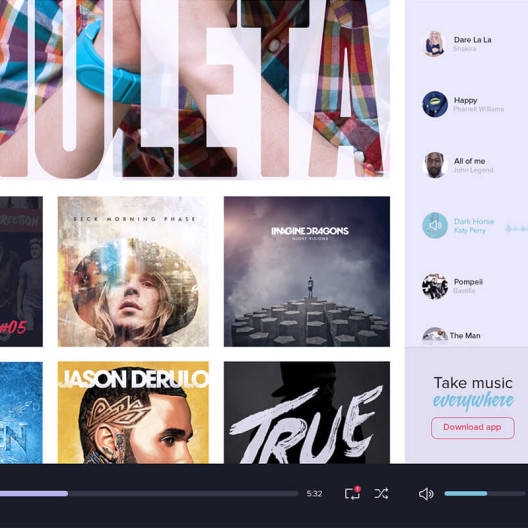 ULETA
Dare La La
Shakira
Happy
Pharrell Williams
All of me
John Legend
Dark Horse
Katy Perry
Pompeii
Bastille
The Man
BECK MORNING PHASE
IMAGINE DRAGONS
NIGHT VISIONS
#05
JASON DERULO
TRUE
Take music
everywhere
Download app
5:32
1